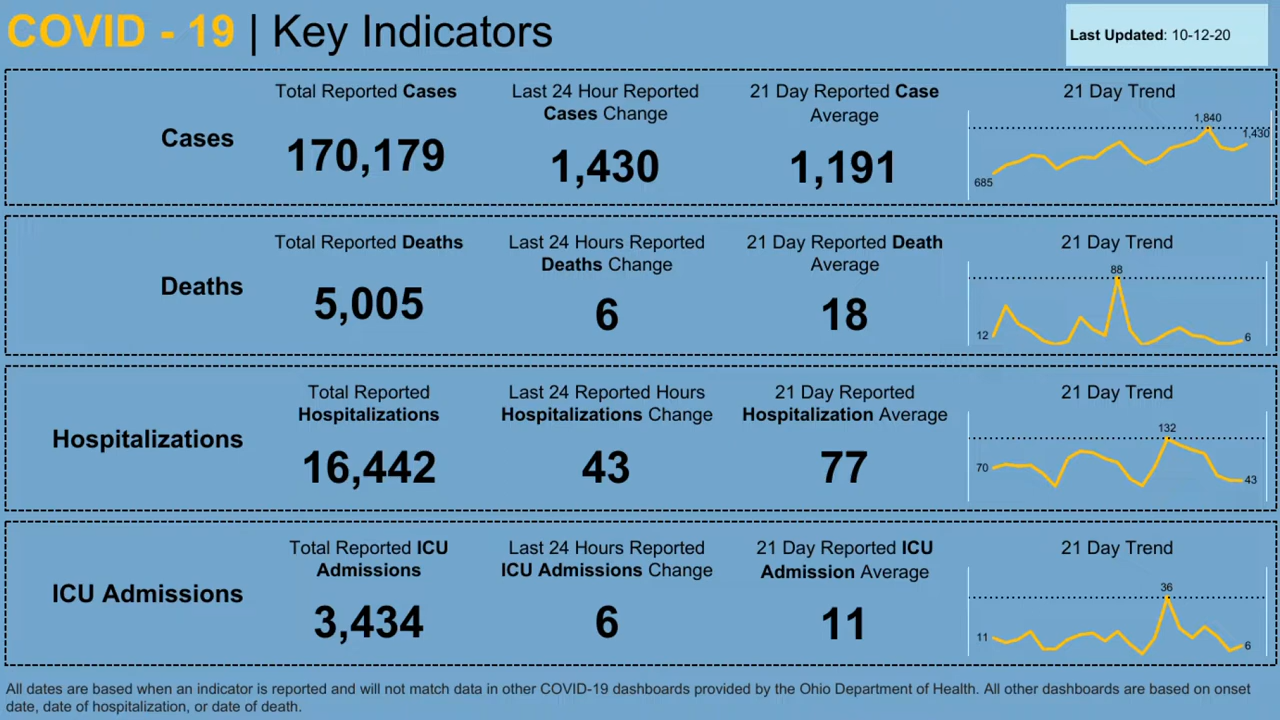 COVID - 19 | Key Indicators
Last Updated: 10-12-20
Cases
Total Reported Cases
170,179
Last 24 Hour Reported
Cases Change
1,430
21 Day Reported Case
Average
1,191
21 Day Trend
1,840
1,430
685
Deaths
Total Reported Deaths
5,005
Last 24 Hours Reported
Deaths Change
6
21 Day Reported Death
Average
18
21 Day Trend
88
12
6
Hospitalizations
Total Reported
Hospitalizations
16,442
Last 24 Reported Hours
Hospitalizations Change
43
21 Day Reported
Hospitalization Average
77
21 Day Trend
132
70
43
ICU Admissions
Total Reported ICU
Admissions
3,434
Last 24 Hours Reported
ICU Admissions Change
6
21 Day Reported ICU
Admission Average
11
21 Day Trend
36
11
6
All dates are based when an indicator is reported and will not match data in other COVID-19 dashboards provided by the Ohio Department of Health. All other dashboards are based on onset
date, date of hospitalization, or date of death.